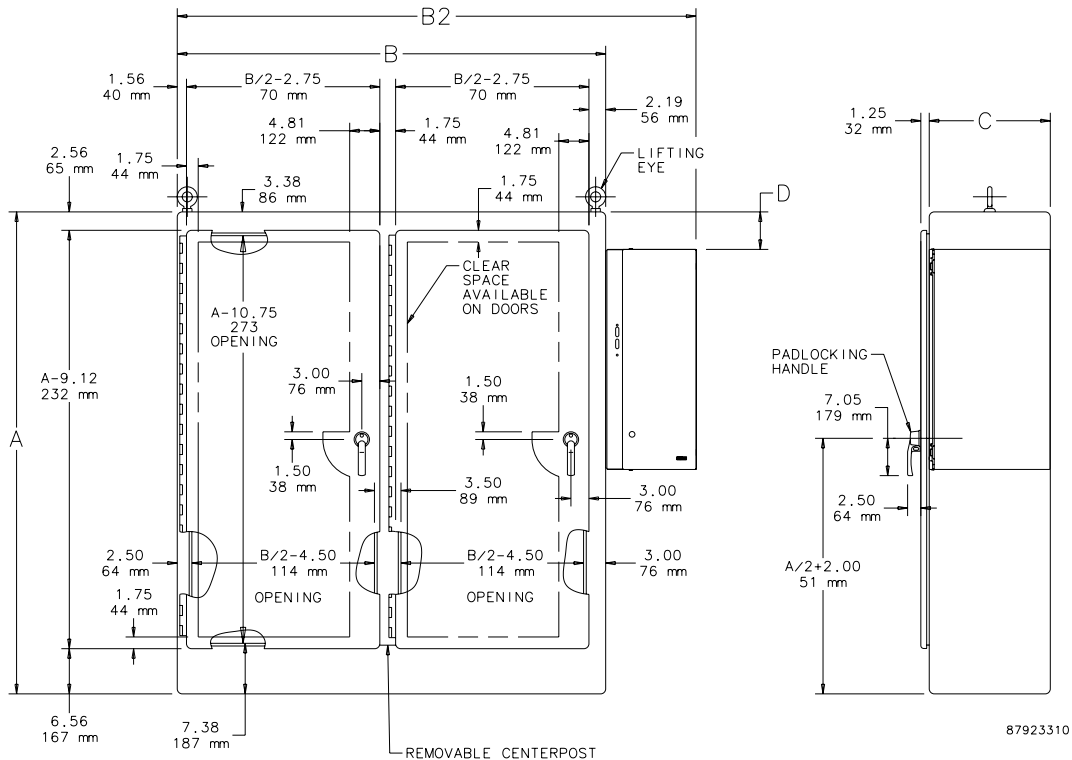 B2
B
1.56
40 mm
B/2-2.75
70 mm
B/2-2.75
70 mm
2.19
56 mm
1.25
32 mm
C
4.81
122 mm
1.75
44 mm
4.81
122 mm
2.56
65 mm
1.75
44 mm
LIFTING
EYE
3.38
86 mm
1.75
44 mm
D
CLEAR
SPACE
AVAILABLE
ON DOORS
A-10.75
273
OPENING
PADLOCKING
HANDLE
A-9.12
232 mm
3.00
76 mm
1.50
38 mm
7.05
179 mm
A
1.50
38 mm
3.50
89 mm
3.00
76 mm
2.50
64 mm
2.50
64 mm
B/2-4.50
114 mm
OPENING
B/2-4.50
114 mm
OPENING
3.00
76 mm
A/2+2.00
51 mm
1.75
44 mm
6.56
167 mm
7.38
187 mm
REMOVABLE CENTERPOST
87923310